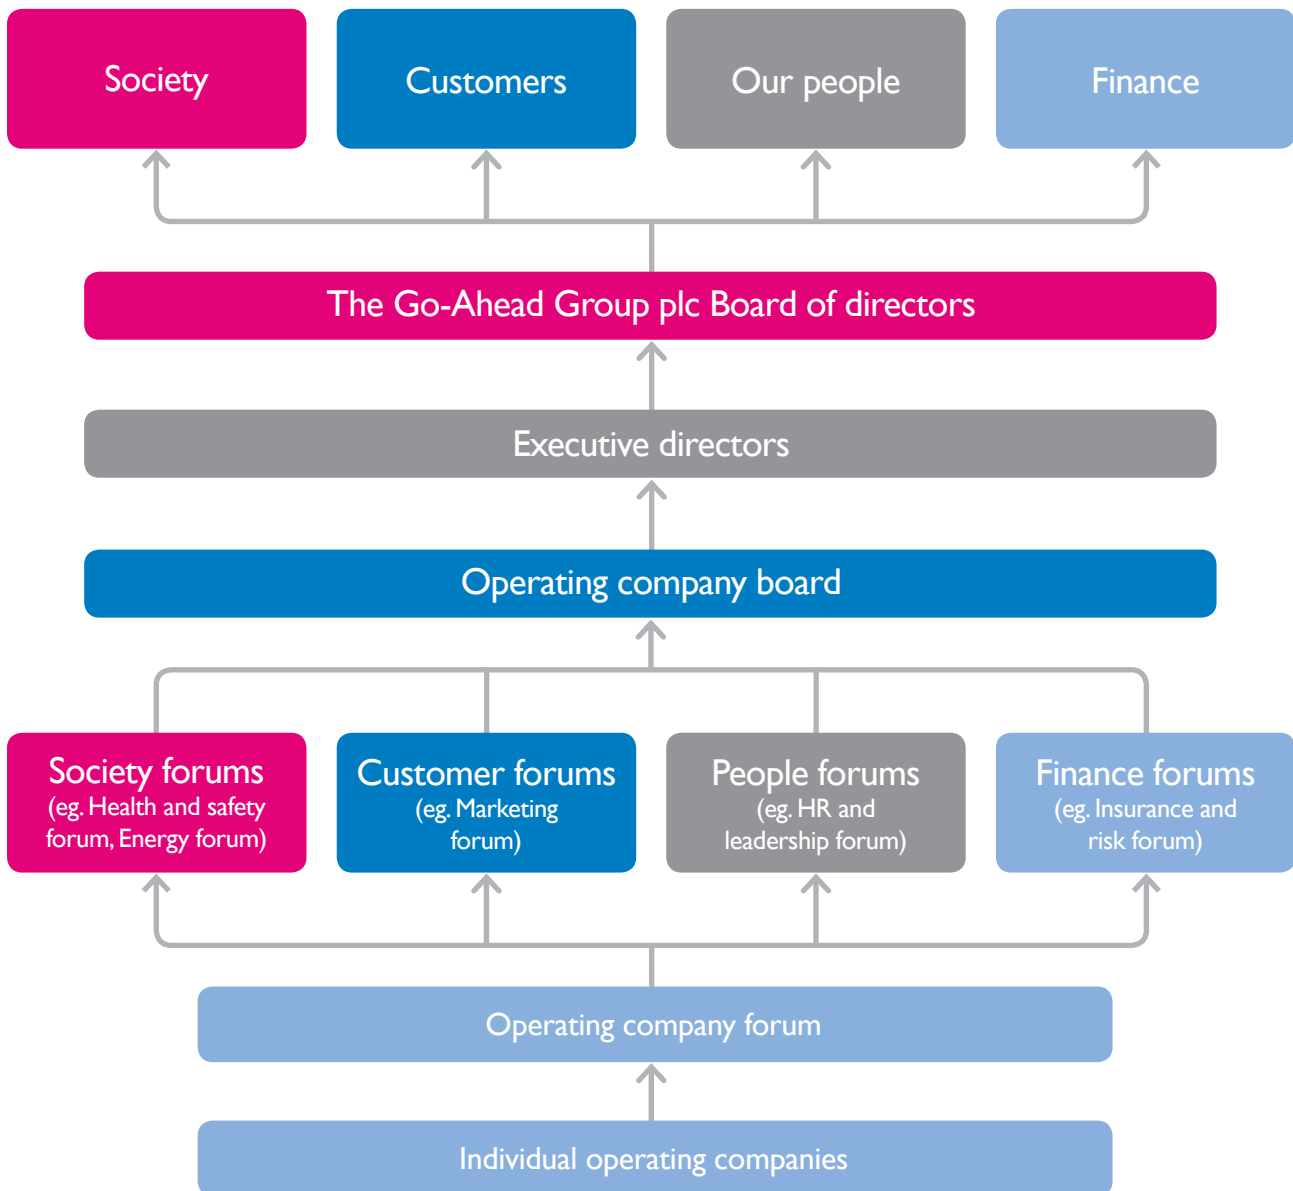 Society
Customers
Our people
Finance
The Go-Ahead Group plc Board of directors
Executive directors
Operating company board
Society forums
(eg. Health and safety
forum, Energy forum)
Customer forums
(eg. Marketing
forum)
People forums
(eg. HR and
leadership forum)
Finance forums
(eg. Insurance and
risk forum)
Operating company forum
Individual operating companies